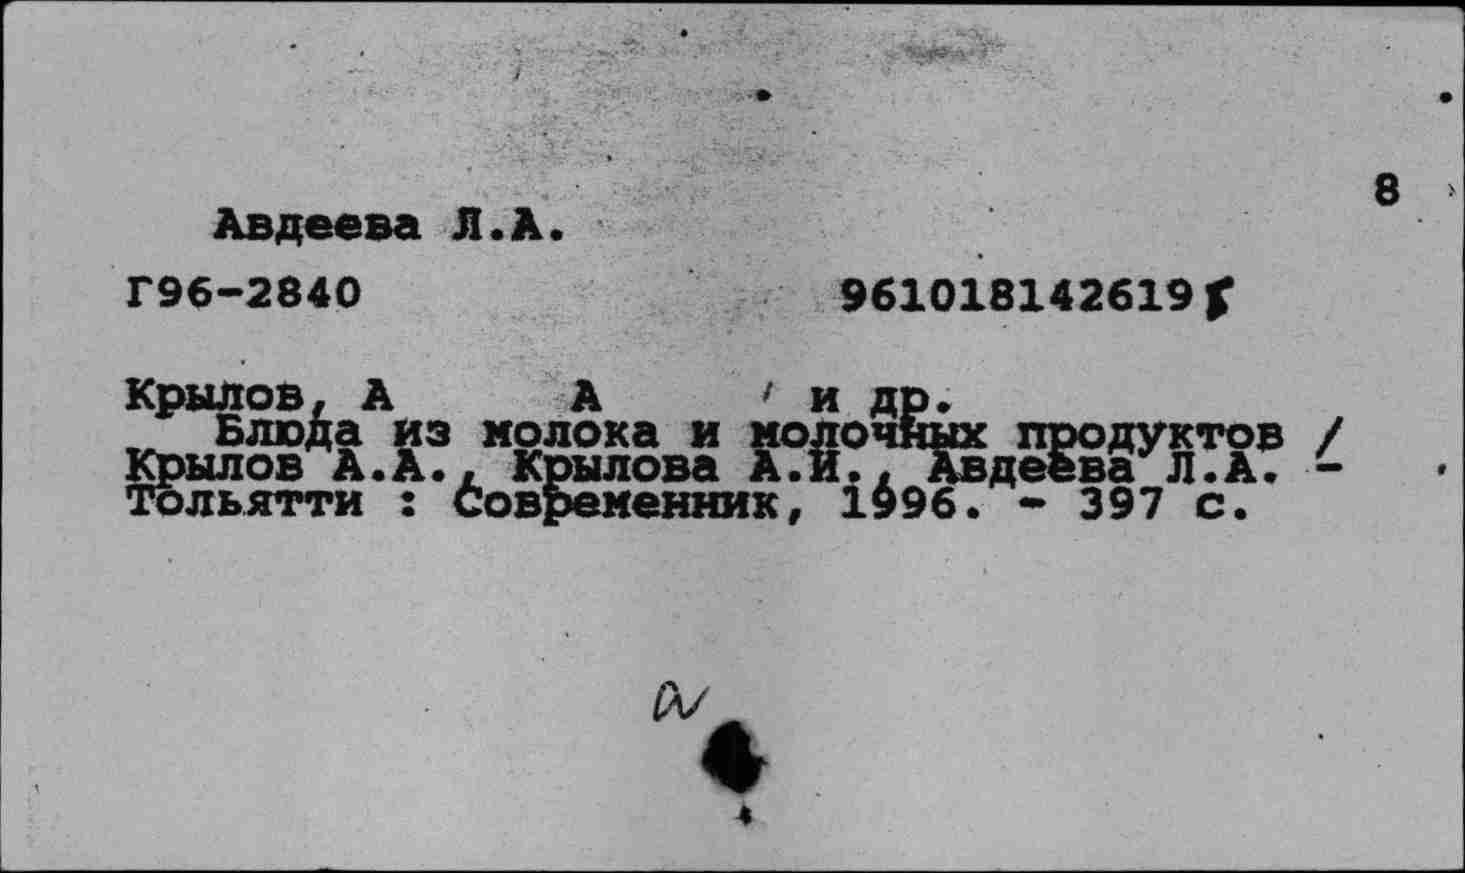 8
Авдеева Л.А.
Г96-2840 961018142619
Крылов, А А и др.
Блюда из молока и молочных продуктов /
Крылов А.А., Крылова А.И., Авдеева Л.А. -
Тольятти : Современник, 1996. - 397 с.